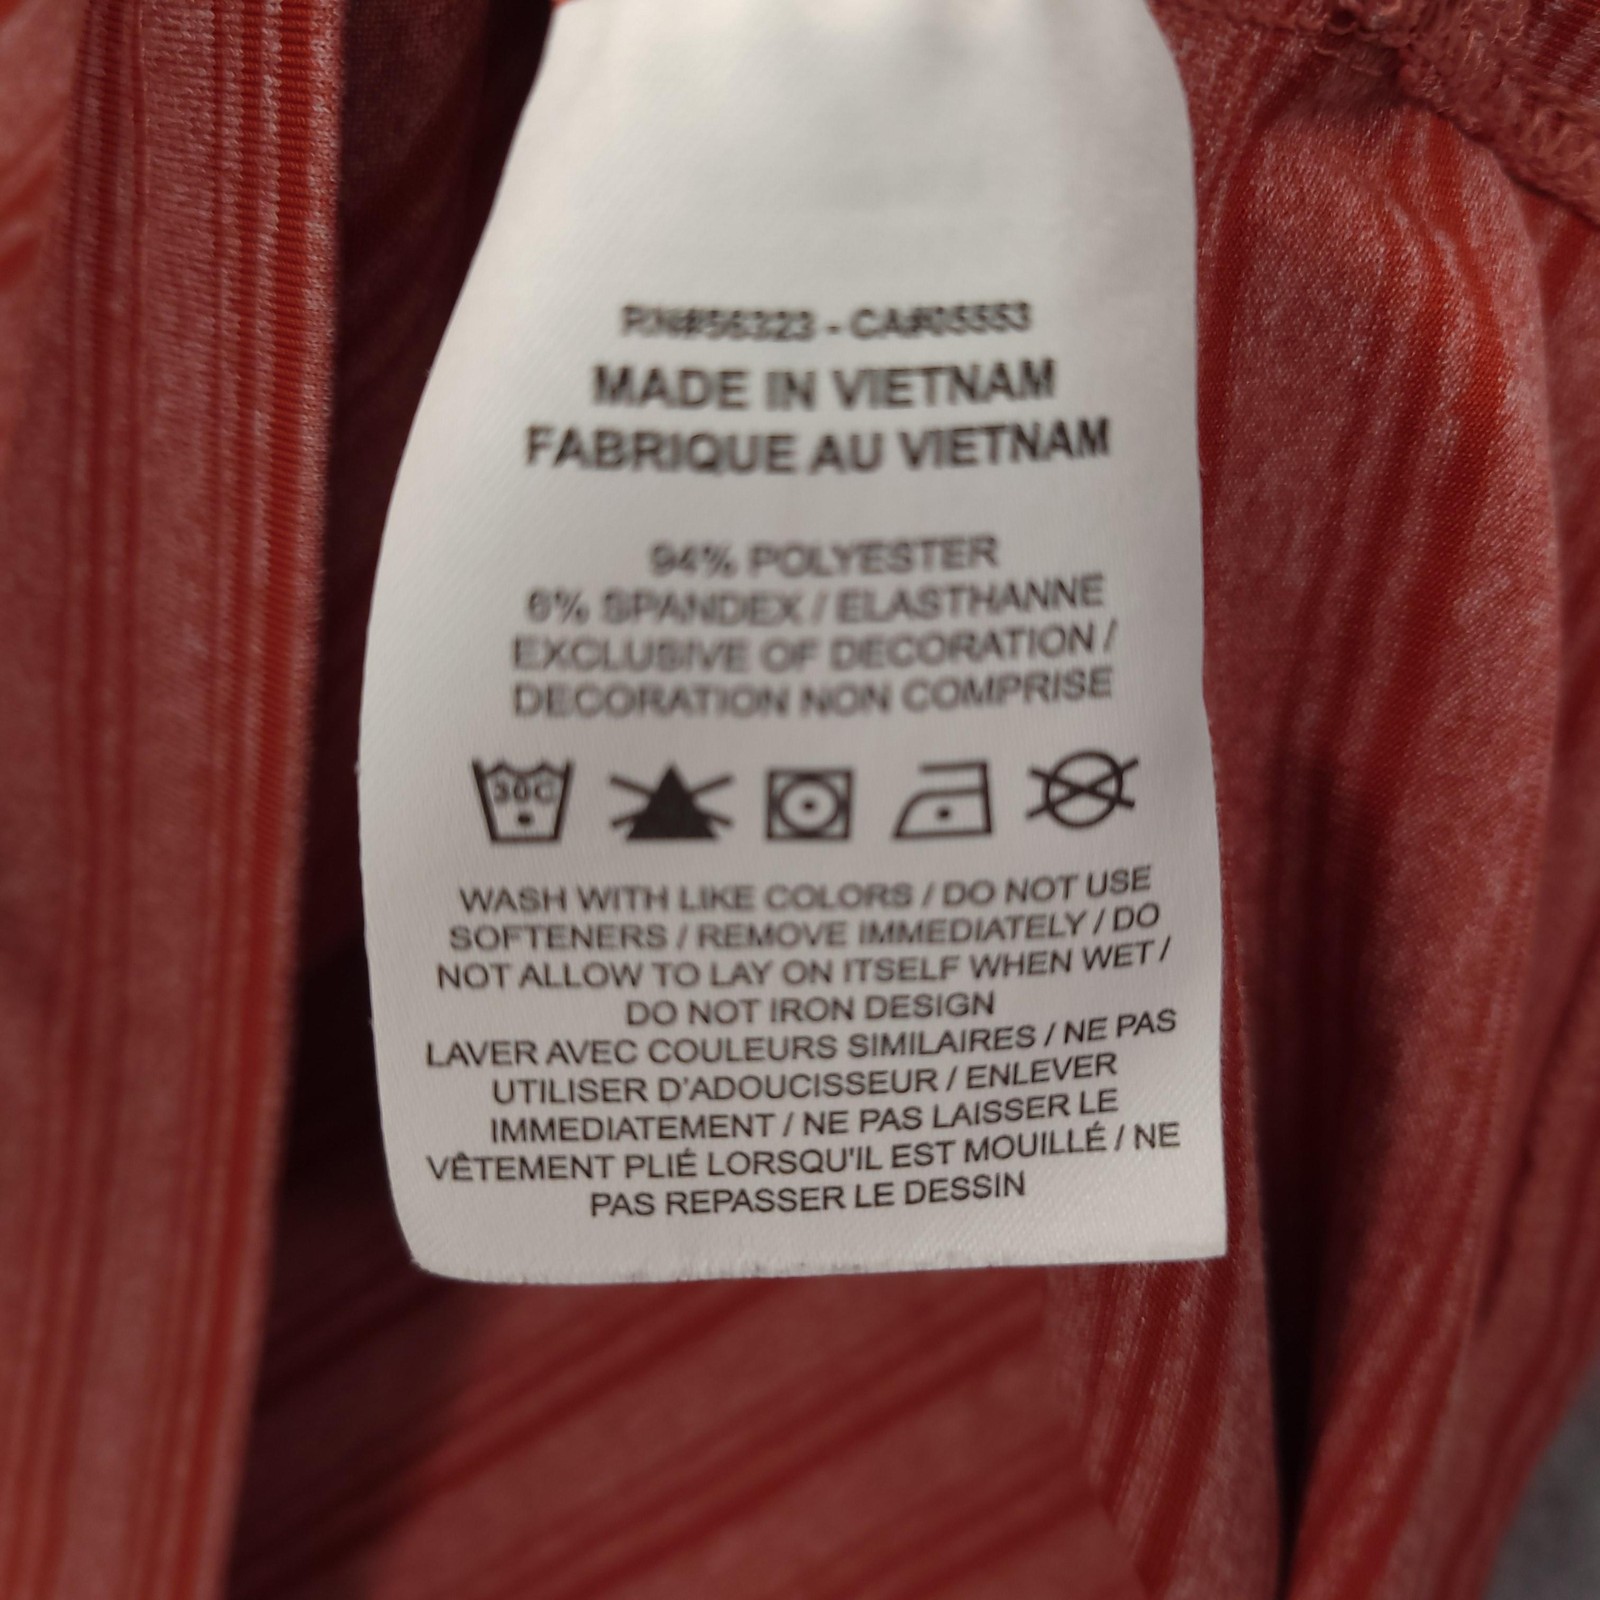 RN#56323 - CA#05553
MADE IN VIETNAM
FABRIQUE AU VIETNAM
94% POLYESTER
6% SPANDEX / ELASTHANNE
EXCLUSIVE OF DECORATION /
DECORATION NON COMPRISE
30C
WASH WITH LIKE COLORS / DO NOT USE
SOFTENERS / REMOVE IMMEDIATELY / DO
NOT ALLOW TO LAY ON ITSELF WHEN WET /
DO NOT IRON DESIGN
LAVER AVEC COULEURS SIMILAIRES / NE PAS
UTILISER D'ADOUCISSEUR / ENLEVER
IMMEDIATEMENT / NE PAS LAISSER LE
VÊTEMENT PLIÉ LORSQU'IL EST MOUILLÉ / NE
PAS REPASSER LE DESSIN